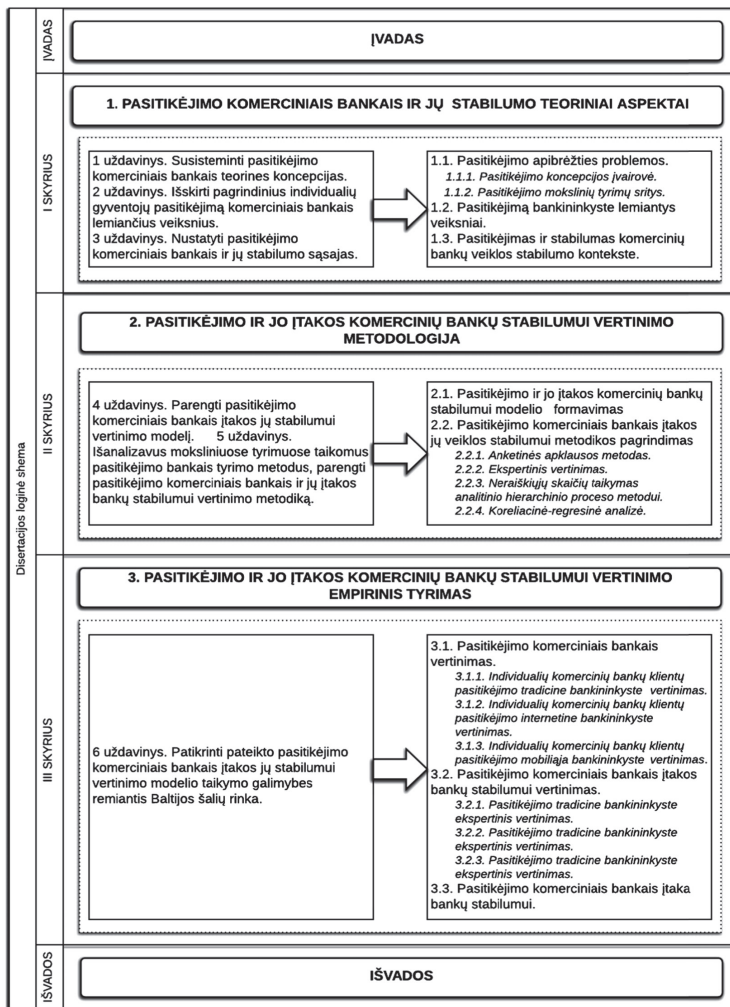 Disertacijos loginė shema
ĮVADAS
ĮVADAS
I SKYRIUS
1. PASITIKĖJIMO KOMERCINIAIS BANKAIS IR JŲ STABILUMO TEORINIAI ASPEKTAI
1 uždavinys. Susisteminti pasitikėjimo
komerciniais bankais teorines koncepcijas.
2 uždavinys. Išskirti pagrindinius individualių
gyventojų pasitikėjimą komerciniais bankais
lemiančius veiksnius.
3 uždavinys. Nustatyti pasitikėjimo
komerciniais bankais ir jų stabilumo sąsajas.
1.1. Pasitikėjimo apibrėžties problemos.
1.1.1. Pasitikėjimo koncepcijos įvairovė.
1.1.2. Pasitikėjimo mokslinių tyrimų sritys.
1.2. Pasitikėjimą bankininkyste lemiantys
veiksniai.
1.3. Pasitikėjimas ir stabilumas komercinių
bankų veiklos stabilumo kontekste.
II SKYRIUS
2. PASITIKĖJIMO IR JO ĮTAKOS KOMERCINIŲ BANKŲ STABILUMUI VERTINIMO
METODOLOGIJA
4 uždavinys. Parengti pasitikėjimo
komerciniais bankais įtakos jų stabilumui
vertinimo modelį. 5 uždavinys.
Išanalizavus moksliniuose tyrimuose taikomus
pasitikėjimo bankais tyrimo metodus, parengti
pasitikėjimo komerciniais bankais ir jų įtakos
bankų stabilumui vertinimo metodiką.
2.1. Pasitikėjimo ir jo įtakos komercinių bankų
stabilumui modelio formavimas
2.2. Pasitikėjimo komerciniais bankais įtakos
jų veiklos stabilumui metodikos pagrindimas
2.2.1. Anketinės apklausos metodas.
2.2.2. Ekspertinis vertinimas.
2.2.3. Neraiškiųjų skaičių taikymas
analitinio hierarchinio proceso metodui.
2.2.4. Koreliacinė-regresinė analizė.
III SKYRIUS
3. PASITIKĖJIMO IR JO ĮTAKOS KOMERCINIŲ BANKŲ STABILUMUI VERTINIMO
EMPIRINIS TYRIMAS
6 uždavinys. Patikrinti pateikto pasitikėjimo
komerciniais bankais įtakos jų stabilumui
vertinimo modelio taikymo galimybes
remiantis Baltijos šalių rinka.
3.1. Pasitikėjimo komerciniais bankais
vertinimas.
3.1.1. Individualių komercinių bankų klientų
pasitikėjimo tradicine bankininkyste vertinimas.
3.1.2. Individualių komercinių bankų klientų
pasitikėjimo internetine bankininkyste
vertinimas.
3.1.3. Individualių komercinių bankų klientų
pasitikėjimo mobiliąja bankininkyste vertinimas.
3.2. Pasitikėjimo komerciniais bankais įtakos
bankų stabilumui vertinimas.
3.2.1. Pasitikėjimo tradicine bankininkyste
ekspertinis vertinimas.
3.2.2. Pasitikėjimo tradicine bankininkyste
ekspertinis vertinimas.
3.2.3. Pasitikėjimo tradicine bankininkyste
ekspertinis vertinimas.
3.3. Pasitikėjimo komerciniais bankais įtaka
bankų stabilumui.
IŠVADOS
IŠVADOS